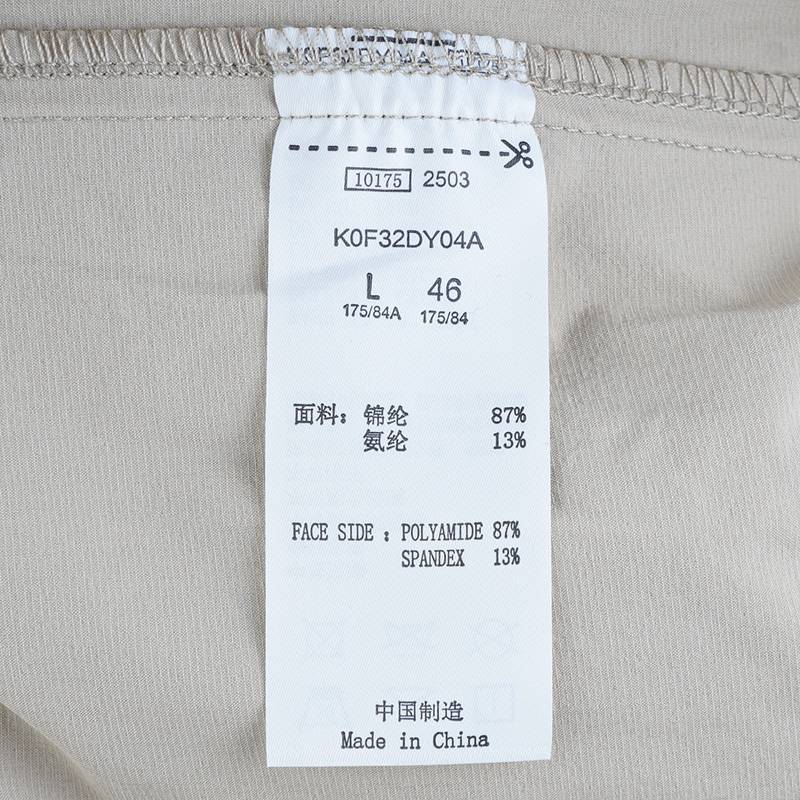 10175 2503
K0F32DY04A
L 46
175/84A 175/84
面料：锦纶 87%
氨纶 13%
FACE SIDE : POLYAMIDE 87%
SPANDEX 13%
中国制造
Made in China